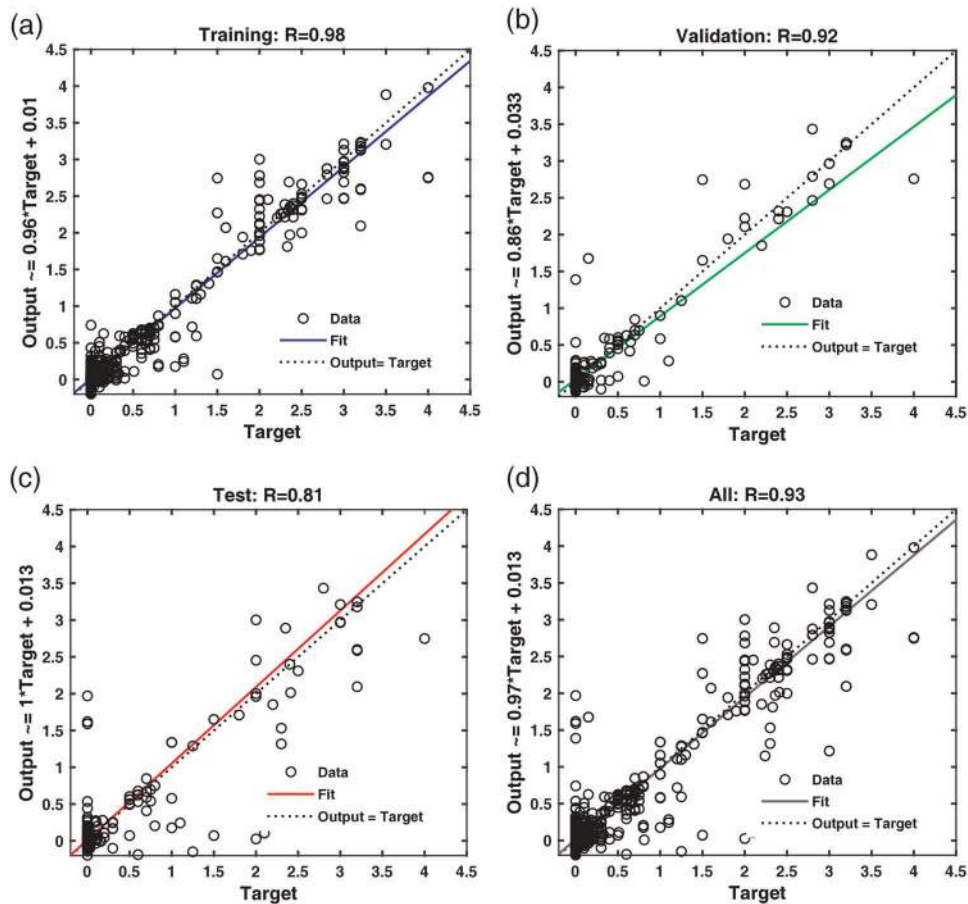 (a)
Training: R=0.98
Output ~= 0.96*Target + 0.01
4.5
4
3.5
3
2.5
2
1.5
1
0.5
0
Data
Fit
Output= Target
0 0.5 1 1.5 2 2.5 3 3.5 4 4.5
Target
(b)
Validation: R=0.92
Output ~= 0.86*Target + 0.033
4.5
4
3.5
3
2.5
2
1.5
1
0.5
0
Data
Fit
Output = Target
0 0.5 1 1.5 2 2.5 3 3.5 4 4.5
Target
(c)
Test: R=0.81
Output ~= 1*Target + 0.013
4.5
4
3.5
3
2.5
2
1.5
1
0.5
0
Data
Fit
Output = Target
0 0.5 1 1.5 2 2.5 3 3.5 4 4.5
Target
(d)
All: R=0.93
Output ~= 0.97*Target + 0.013
4.5
4
3.5
3
2.5
2
1.5
1
0.5
0
Data
Fit
Output = Target
0 0.5 1 1.5 2 2.5 3 3.5 4 4.5
Target